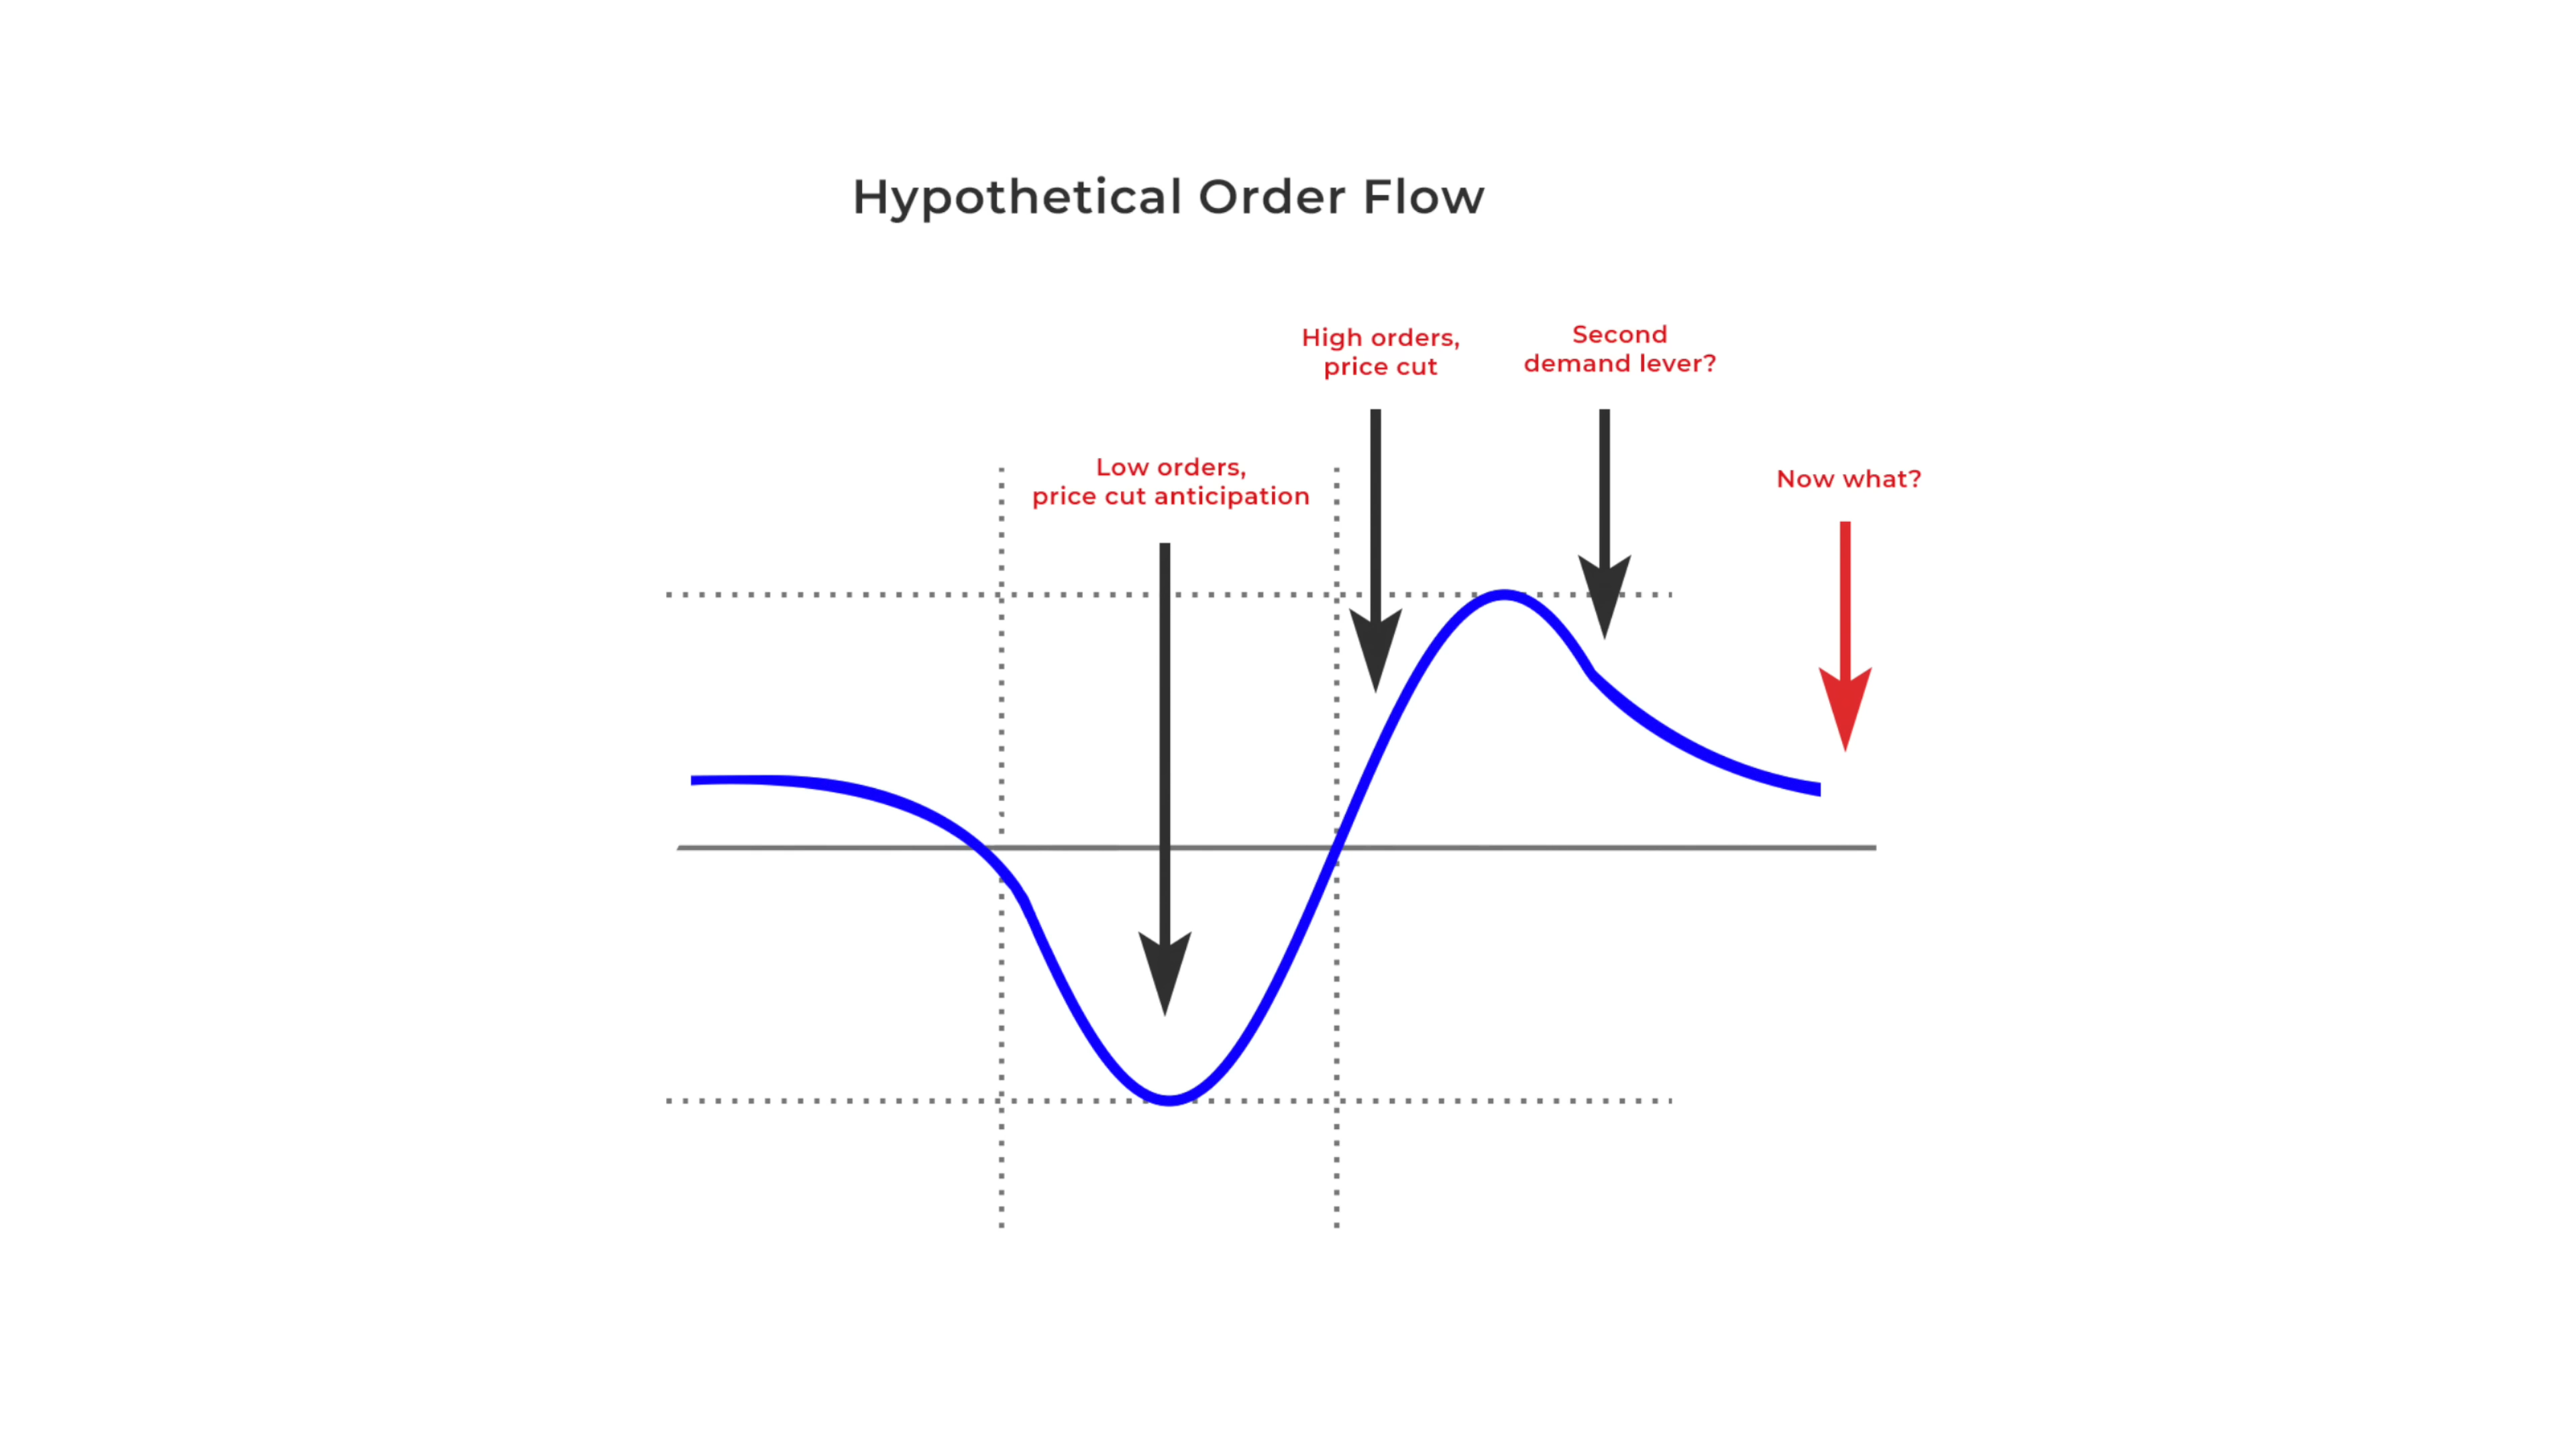 Hypothetical Order Flow
High orders,
price cut
Second
demand lever?
Low orders,
price cut anticipation
Now what?